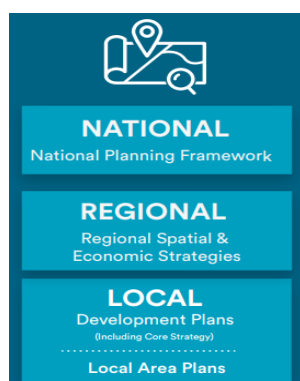 NATIONAL
National Planning Framework
REGIONAL
Regional Spatial &
Economic Strategies
LOCAL
Development Plans
(Including Core Strategy)
Local Area Plans